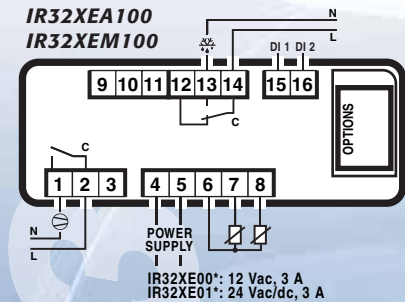 IR32XEA100
IR32XEM100
N
L
DI 1 DI 2
9 10 11 12 13 14 15 16
C
OPTIONS
C
1 2 3 4 5 6 7 8
N
L
POWER
SUPPLY
IR32XE00*: 12 Vac, 3 A
IR32XE01*: 24 Vac/dc, 3 A